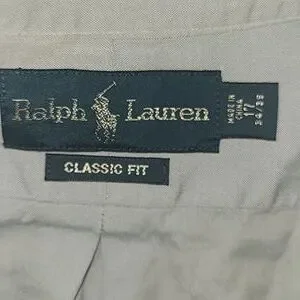 Ralph Lauren
MADE IN
CHINA
17
34/35
CLASSIC FIT